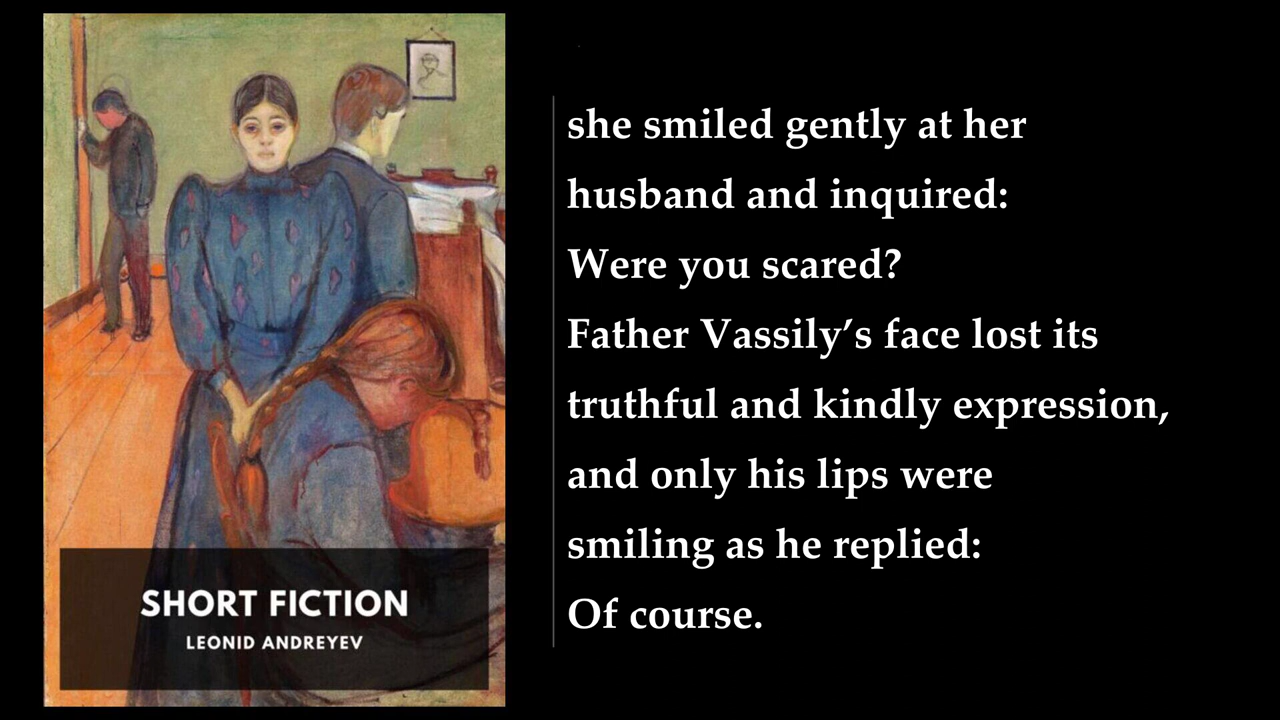 SHORT FICTION
LEONID ANDREYEV
she smiled gently at her
husband and inquired:
Were you scared?
Father Vassily’s face lost its
truthful and kindly expression,
and only his lips were
smiling as he replied:
Of course.